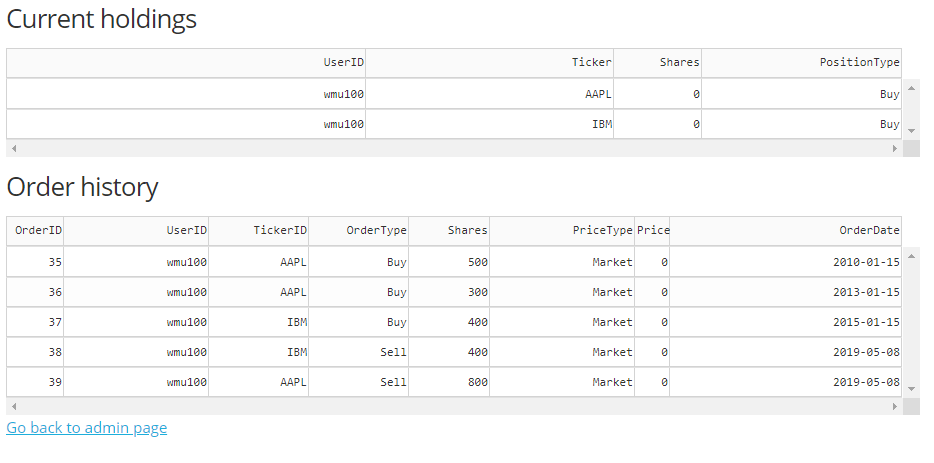 Current holdings
UserID Ticker Shares PositionType
wmu100 AAPL 0 Buy
wmu100 IBM 0 Buy
Order history
OrderID UserID TickerID OrderType Shares PriceType Price OrderDate
35 wmu100 AAPL Buy 500 Market 0 2010-01-15
36 wmu100 AAPL Buy 300 Market 0 2013-01-15
37 wmu100 IBM Buy 400 Market 0 2015-01-15
38 wmu100 IBM Sell 400 Market 0 2019-05-08
39 wmu100 AAPL Sell 800 Market 0 2019-05-08
Go back to admin page